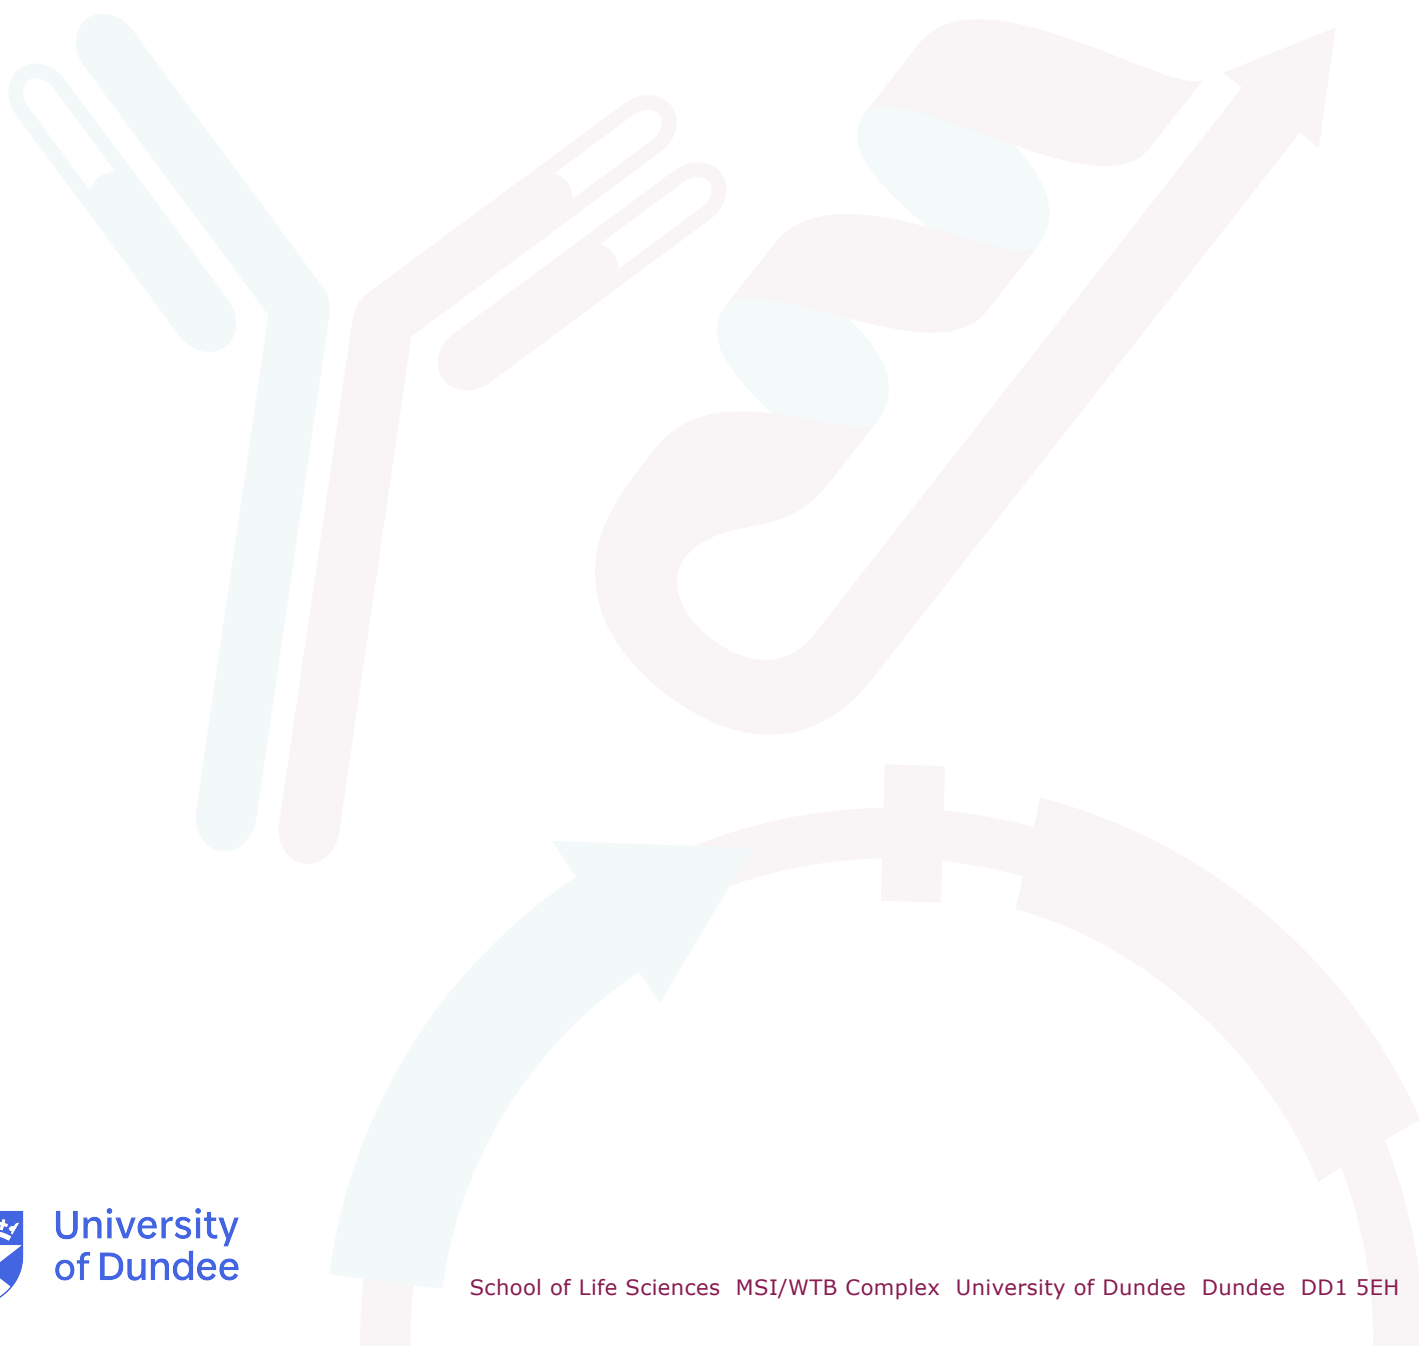 University
of Dundee
School of Life Sciences  MSI/WTB Complex  University of Dundee  Dundee  DD1 5EH